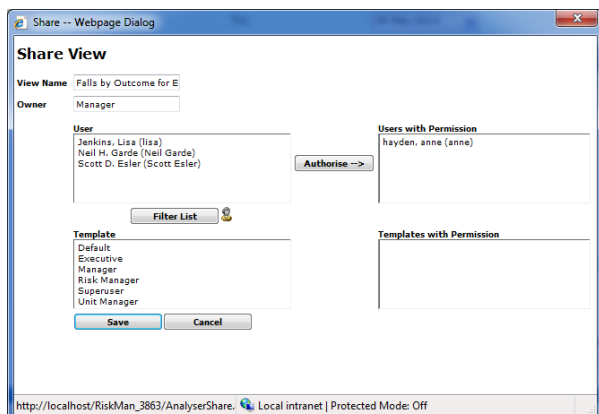 Share -- Webpage Dialog
x
Share View
View Name Falls by Outcome for E
Owner Manager
User
Jenkins, Lisa (lisa)
Neil H. Garde (Neil Garde)
Scott D. Esler (Scott Esler)
Authorise -->
Users with Permission
hayden, anne (anne)
Filter List
Template
Default
Executive
Manager
Risk Manager
Superuser
Unit Manager
Templates with Permission
Save Cancel
http://localhost/RiskMan_3863/AnalyserShare. Local intranet | Protected Mode: Off